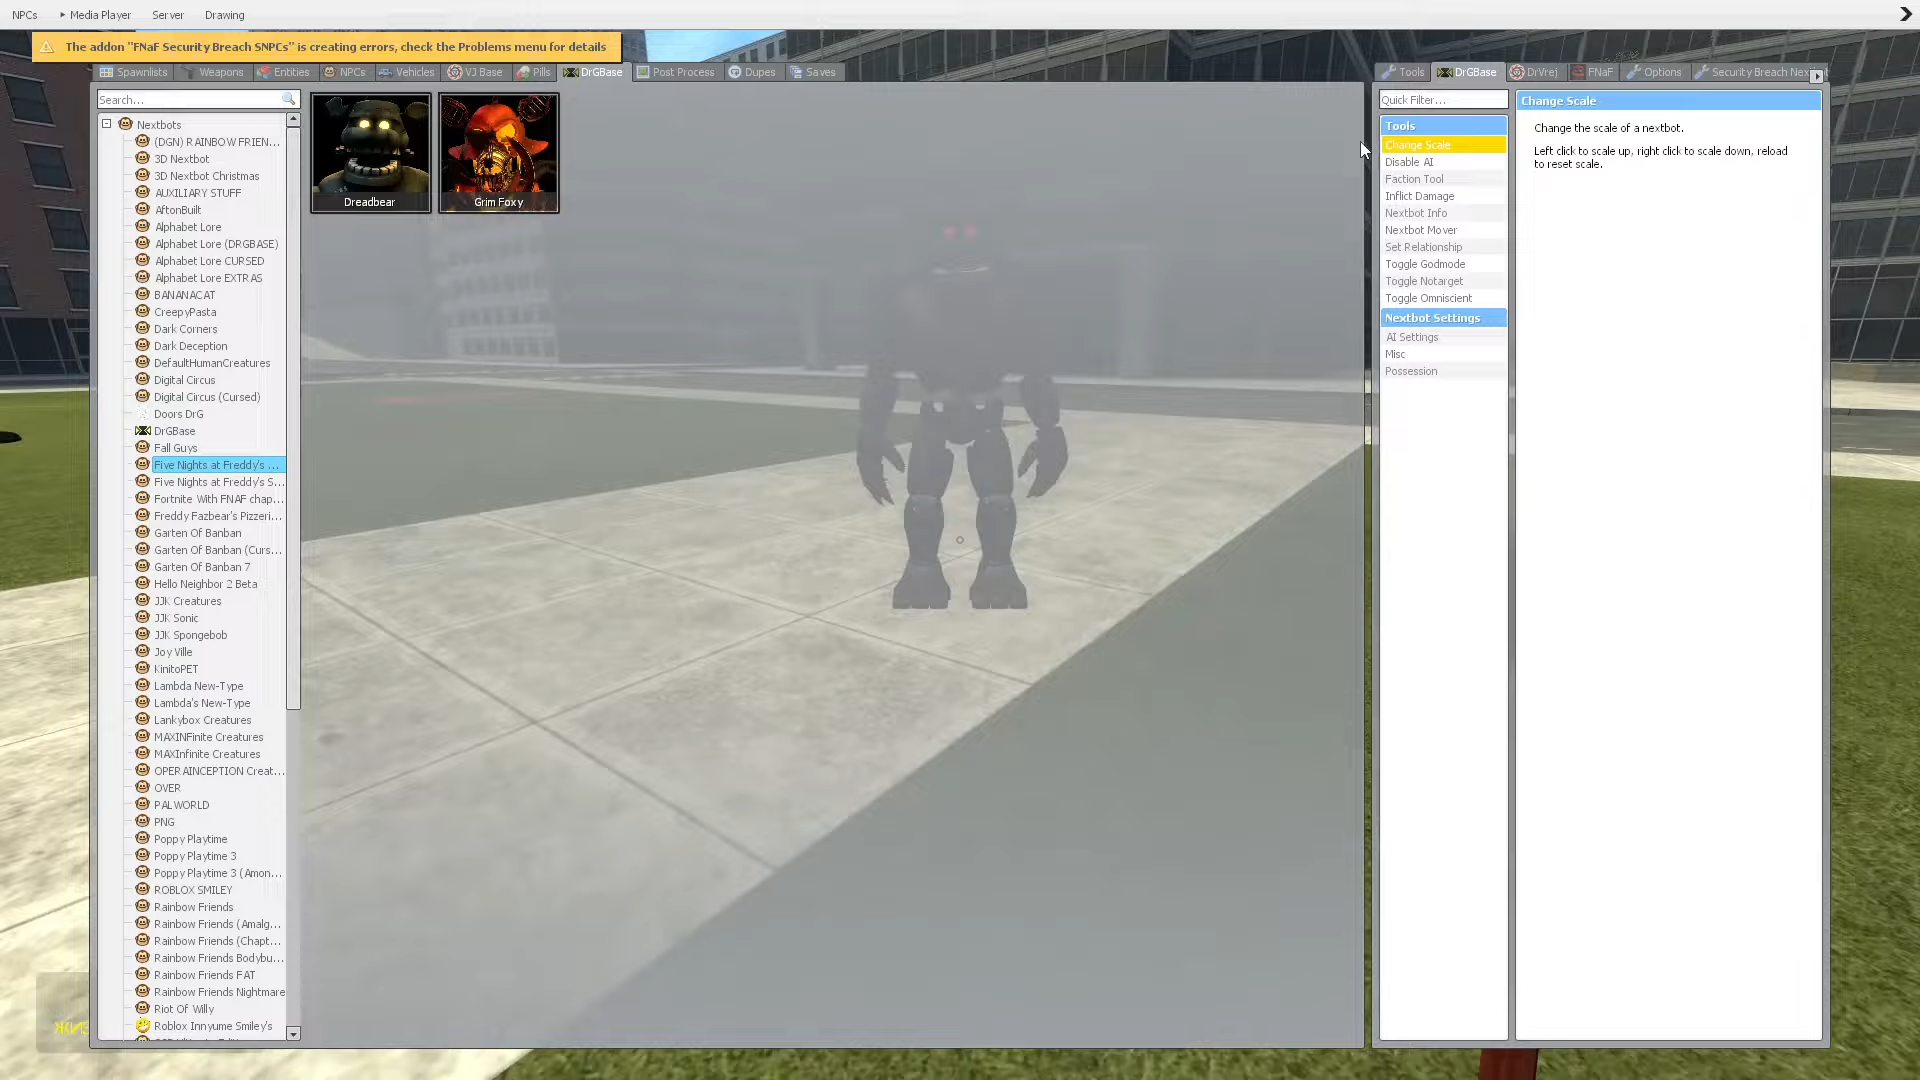 NPCs
Media Player
Server
Drawing
The addon "FNaF Security Breach SNPCs" is creating errors, check the Problems menu for details
Spawnlists
Weapons
Entities
NPCs
Vehicles
VJ Base
Pills
DrGBase
Post Process
Dupes
Saves
Tools
DrGBase
DrVrej
FNaF
Options
Security Breach
Search...
Nextbots
(DGN) RAINBOW FRIEN...
3D Nextbot
3D Nextbot Christmas
AUXILIARY STUFF
AftonBuilt
Alphabet Lore
Alphabet Lore (DRGBASE)
Alphabet Lore CURSED
Alphabet Lore EXTRAS
BANANACAT
CreepyPasta
Dark Corners
Dark Deception
DefaultHumanCreatures
Digital Circus
Digital Circus (Cursed)
Doors DrG
DrGBase
Fall Guys
Five Nights at Freddy's ...
Five Nights at Freddy's S...
Fortnite With FNAF chap...
Freddy Fazbear's Pizzeri...
Garten Of Banban
Garten Of Banban (Curs...
Garten Of Banban 7
Hello Neighbor 2 Beta
JJK Creatures
JJK Sonic
JJK Spongebob
Joy Ville
KinitoPET
Lambda New-Type
Lambda's New-Type
Lankybox Creatures
MAXINFinite Creatures
MAXInfinite Creatures
OPERAINCEPTION Creat...
OVER
PALWORLD
PNG
Poppy Playtime
Poppy Playtime 3
Poppy Playtime 3 (Amon...
ROBLOX SMILEY
Rainbow Friends
Rainbow Friends (Amalg...
Rainbow Friends (Chapt...
Rainbow Friends Bodybu...
Rainbow Friends FAT
Rainbow Friends Nightmare
Riot Of Willy
Roblox Innyume Smiley's
Dreadbear
Grim Foxy
Quick Filter...
Tools
Change Scale
Disable AI
Faction Tool
Inflict Damage
Nextbot Info
Nextbot Mover
Set Relationship
Toggle Godmode
Toggle Notarget
Toggle Omniscient
Nextbot Settings
AI Settings
Misc
Possession
Change Scale
Change the scale of a nextbot.
Left click to scale up, right click to scale down, reload
to reset scale.